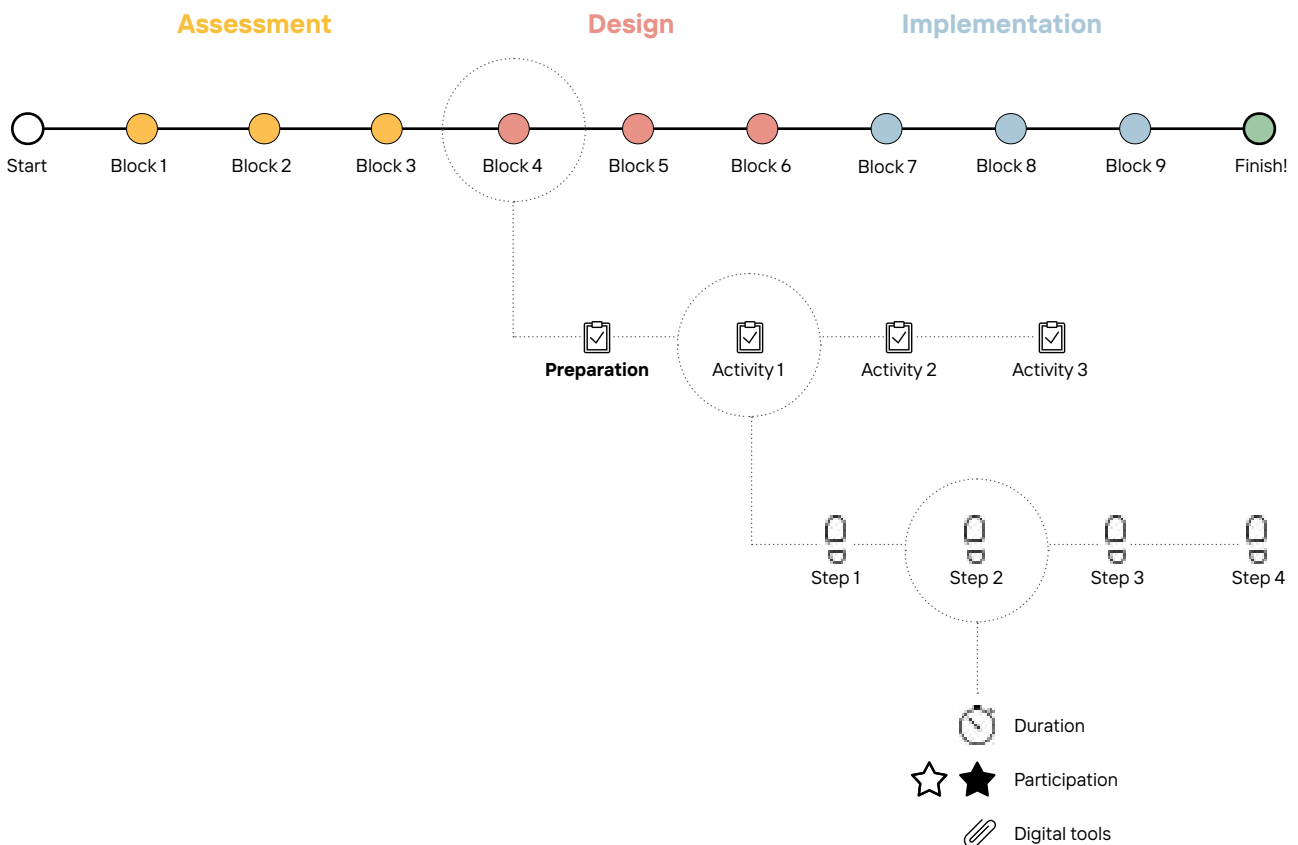 Assessment Design Implementation
Start Block 1 Block 2 Block 3 Block 4 Block 5 Block 6 Block 7 Block 8 Block 9 Finish!
Preparation Activity 1 Activity 2 Activity 3
Step 1 Step 2 Step 3 Step 4
Duration
Participation
Digital tools